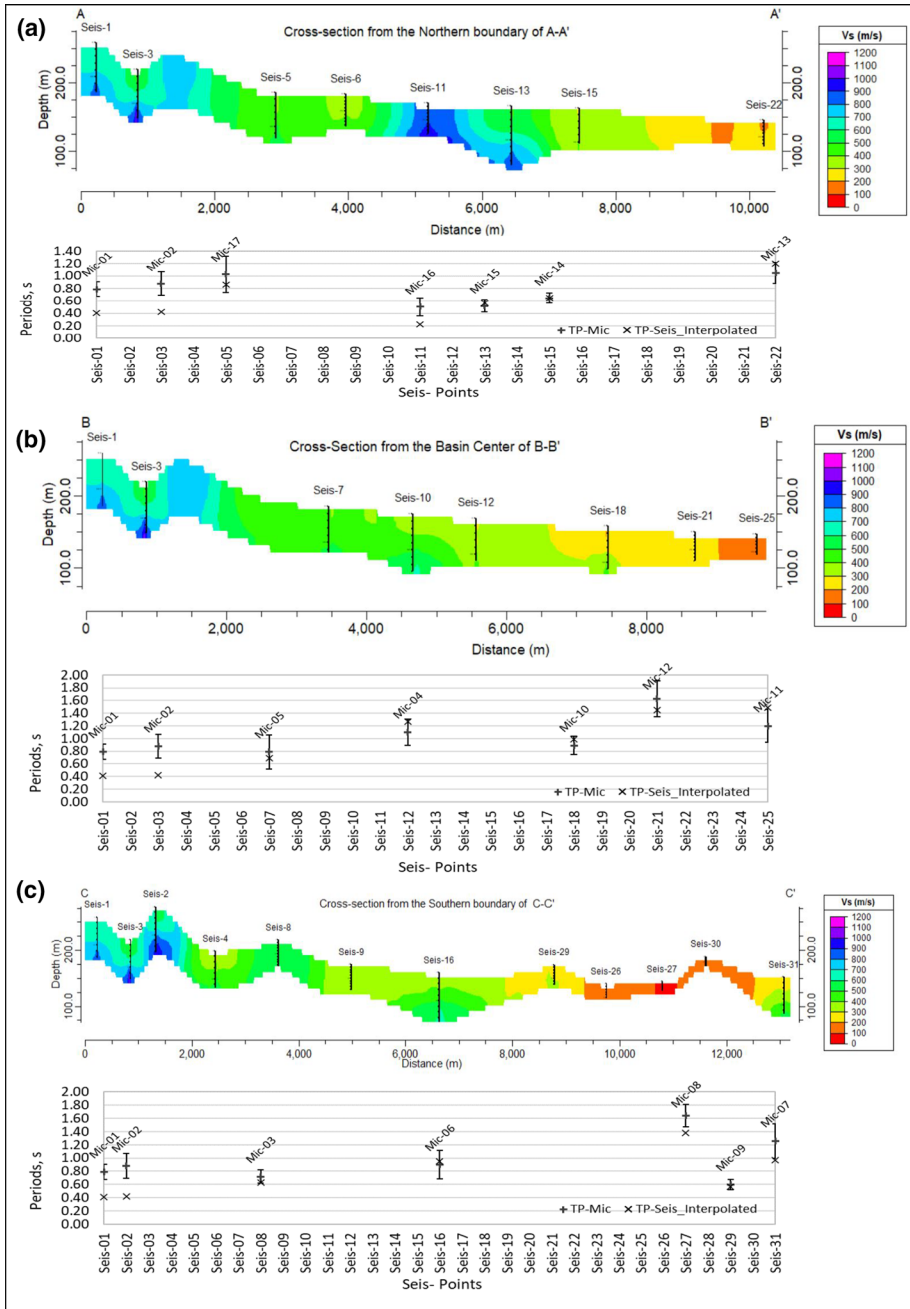 (a)
A
A'
Cross-section from the Northern boundary of A-A'
Seis-1
Seis-3
Seis-5
Seis-6
Seis-11
Seis-13
Seis-15
Seis-22
Depth (m)
200.0
100.0
200.0
100.0
0 2,000 4,000 6,000 8,000 10,000
Distance (m)
Vs (m/s)
1200
1100
1000
900
800
700
600
500
400
300
200
100
0
Periods, s
1.40
1.20
1.00
0.80
0.60
0.40
0.20
0.00
Mic-01
Mic-02
Mic-17
Mic-16
Mic-15
Mic-14
Mic-13
TP-Mic TP-Seis_Interpolated
Seis-01
Seis-02
Seis-03
Seis-04
Seis-05
Seis-06
Seis-07
Seis-08
Seis-09
Seis-10
Seis-11
Seis-12
Seis-13
Seis-14
Seis-15
Seis-16
Seis-17
Seis-18
Seis-19
Seis-20
Seis-21
Seis-22
Seis- Points
(b)
B
B'
Cross-Section from the Basin Center of B-B'
Seis-1
Seis-3
Seis-7
Seis-10
Seis-12
Seis-18
Seis-21
Seis-25
Depth (m)
200.0
100.0
200.0
100.0
0 2,000 4,000 6,000 8,000
Distance (m)
Vs (m/s)
1200
1100
1000
900
800
700
600
500
400
300
200
100
0
Periods, s
2.00
1.80
1.60
1.40
1.20
1.00
0.80
0.60
0.40
0.20
0.00
Mic-01
Mic-02
Mic-05
Mic-04
Mic-10
Mic-12
Mic-11
TP-Mic TP-Seis_Interpolated
Seis-01
Seis-02
Seis-03
Seis-04
Seis-05
Seis-06
Seis-07
Seis-08
Seis-09
Seis-10
Seis-11
Seis-12
Seis-13
Seis-14
Seis-15
Seis-16
Seis-17
Seis-18
Seis-19
Seis-20
Seis-21
Seis-22
Seis-23
Seis-24
Seis-25
Seis- Points
(c)
C
C'
Cross-section from the Southern boundary of C-C'
Seis-1
Seis-3
Seis-2
Seis-4
Seis-8
Seis-9
Seis-16
Seis-29
Seis-26
Seis-27
Seis-30
Seis-31
Depth (m)
200.0
100.0
200.0
100.0
0 2,000 4,000 6,000 8,000 10,000 12,000
Distance (m)
Vs (m/s)
1200
1100
1000
900
800
700
600
500
400
300
200
100
0
Periods, s
2.00
1.80
1.60
1.40
1.20
1.00
0.80
0.60
0.40
0.20
0.00
Mic-01
Mic-02
Mic-03
Mic-06
Mic-08
Mic-09
Mic-07
TP-Mic TP-Seis_Interpolated
Seis-01
Seis-02
Seis-03
Seis-04
Seis-05
Seis-06
Seis-07
Seis-08
Seis-09
Seis-10
Seis-11
Seis-12
Seis-13
Seis-14
Seis-15
Seis-16
Seis-17
Seis-18
Seis-19
Seis-20
Seis-21
Seis-22
Seis-23
Seis-24
Seis-25
Seis-26
Seis-27
Seis-28
Seis-29
Seis-30
Seis-31
Seis- Points